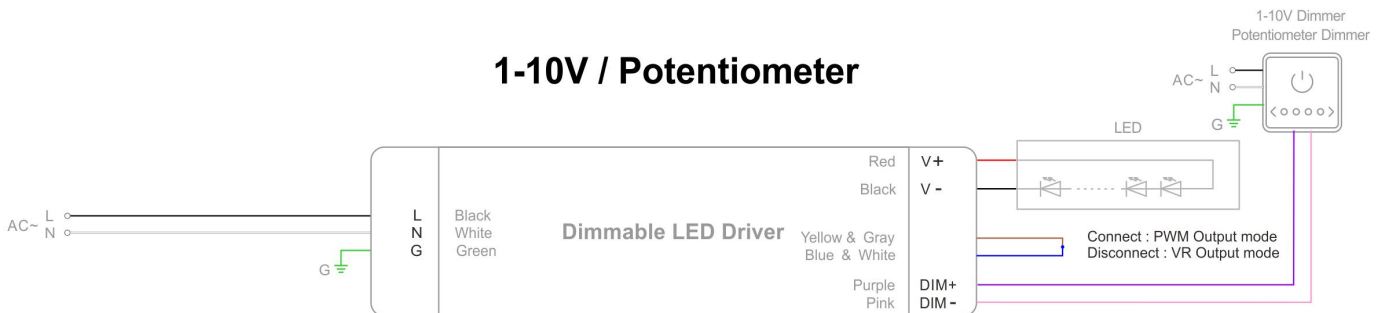 1-10V Dimmer
Potentiometer Dimmer
1-10V / Potentiometer
AC~ L
N
G
LED
Red V+
Black V -
AC~ L
N
G
L Black
N White
G Green
Dimmable LED Driver
Yellow & Gray
Blue & White
Connect : PWM Output mode
Disconnect : VR Output mode
Purple DIM+
Pink DIM -